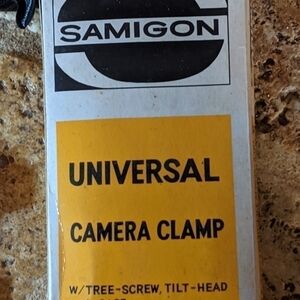 SAMIGON
UNIVERSAL
CAMERA CLAMP
W/TREE-SCREW, TILT-HEAD